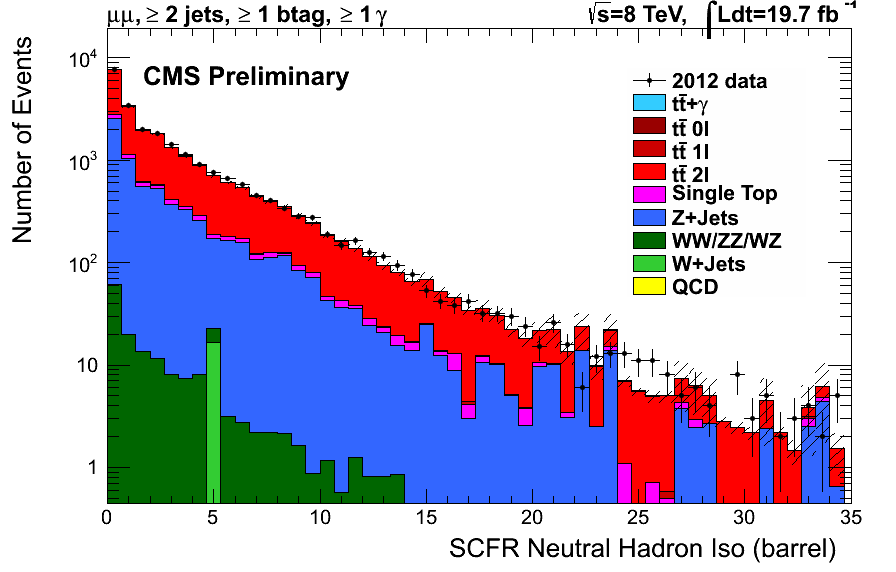 μμ, ≥ 2 jets, ≥ 1 btag, ≥ 1 γ
√s=8 TeV, ∫Ldt=19.7 fb⁻¹
CMS Preliminary
Number of Events
10⁴
10³
10²
10
1
2012 data
tt̄+γ
tt̄ 0l
tt̄ 1l
tt̄ 2l
Single Top
Z+Jets
WW/ZZ/WZ
W+Jets
QCD
0 5 10 15 20 25 30 35
SCFR Neutral Hadron Iso (barrel)